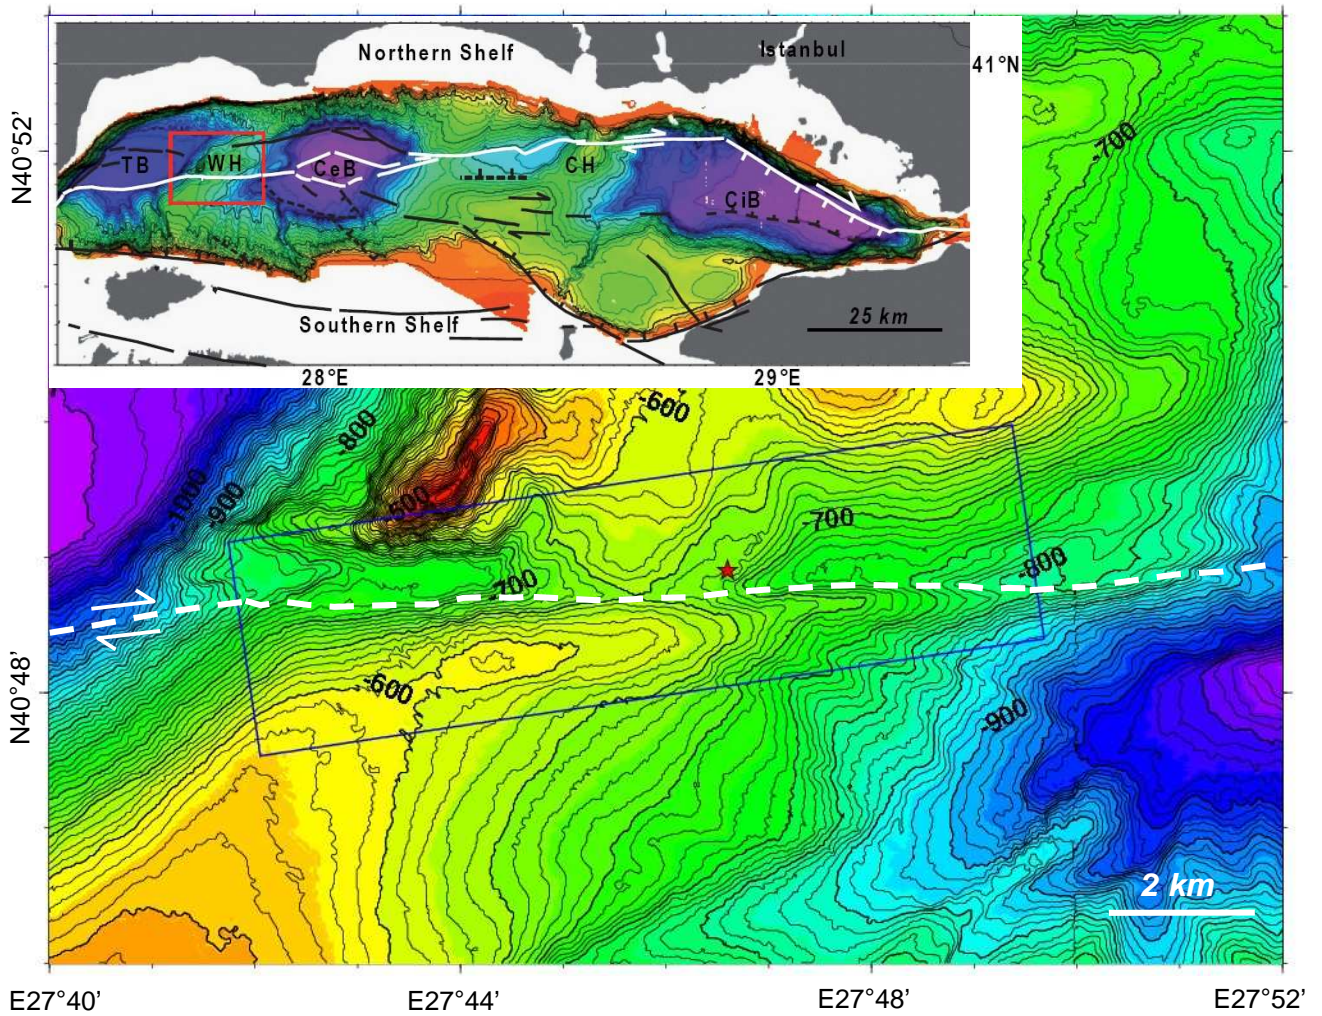 Northern Shelf
Istanbul
41°N
N40°52’
TB
WH
CeB
CH
CiB
Southern Shelf
25 km
28°E
29°E
-700
-600
-800
-1000
-900
-500
-700
-700
-800
-600
-900
N40°48’
2 km
E27°40’
E27°44’
E27°48’
E27°52’